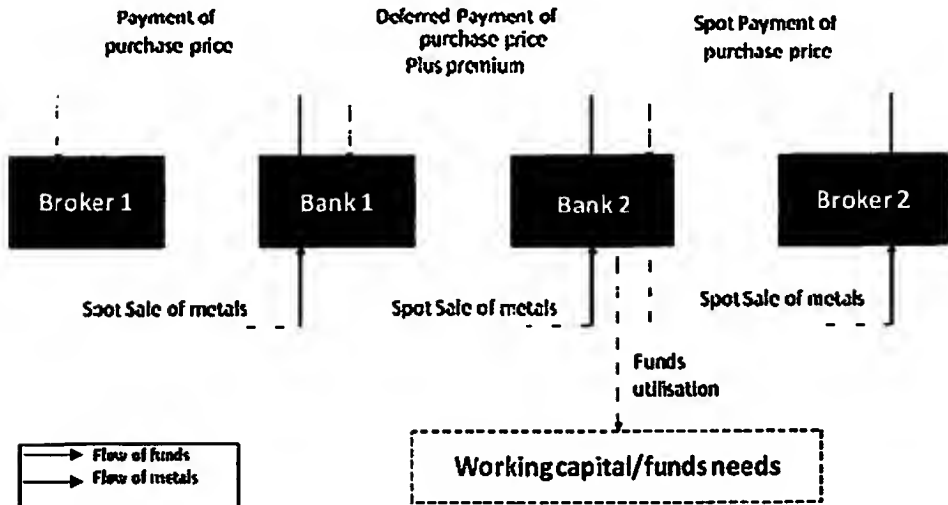 Payment of
purchase price
Deferred Payment of
purchase price
Plus premium
Spot Payment of
purchase price
Broker 1
Bank 1
Bank 2
Broker 2
Spot Sale of metals
Spot Sale of metals
Spot Sale of metals
Funds
utilisation
Flow of funds
Flow of metals
Working capital/funds needs